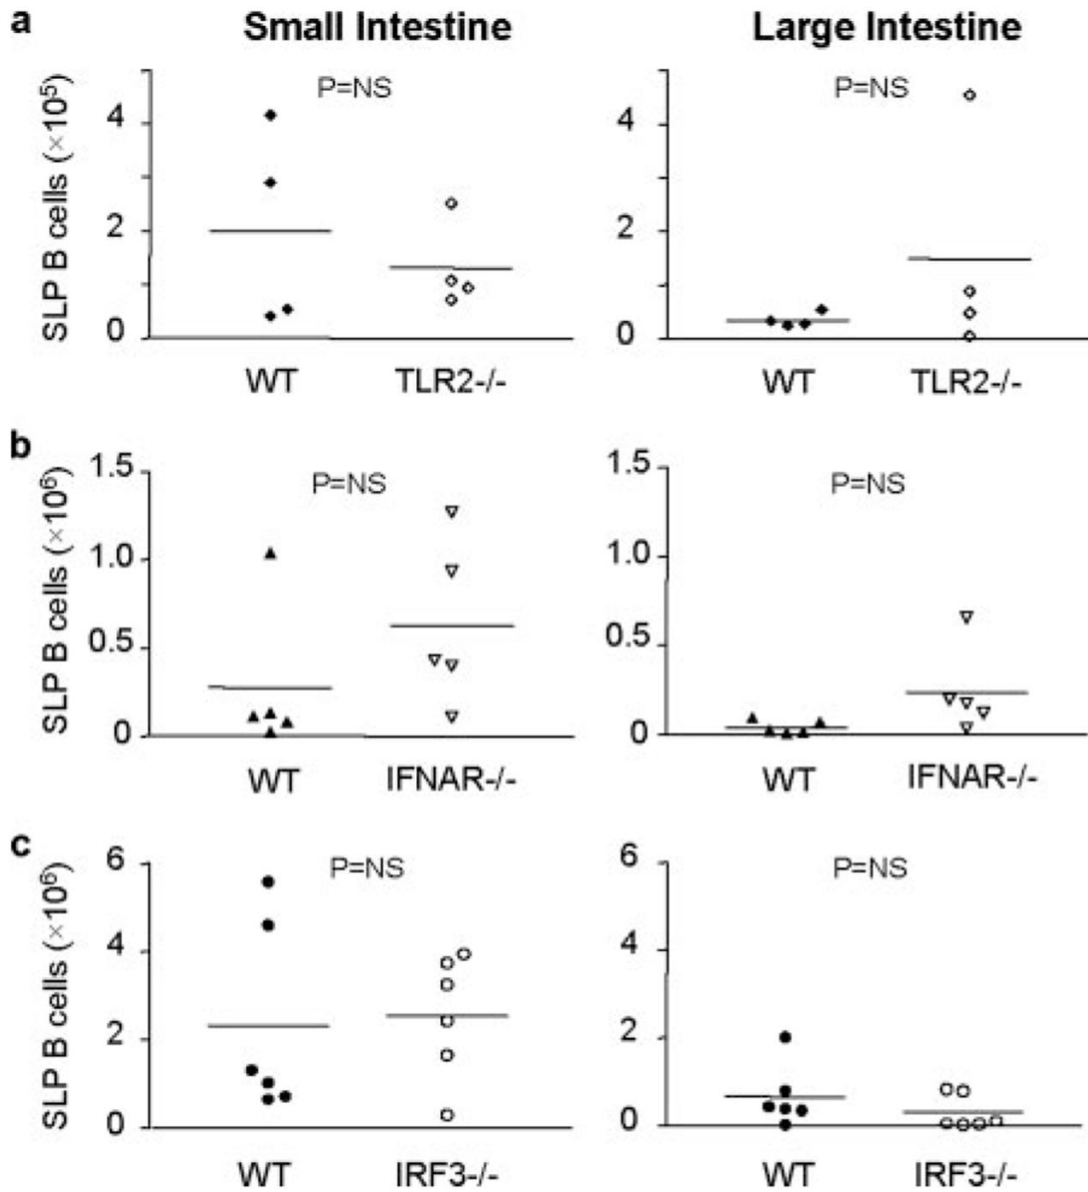 a
Small Intestine
Large Intestine
SLP B cells (×10⁵)
4
2
0
P=NS
WT
TLR2-/-
4
2
0
P=NS
WT
TLR2-/-
b
SLP B cells (×10⁶)
1.5
1.0
0.5
0
P=NS
WT
IFNAR-/-
1.5
1.0
0.5
0
P=NS
WT
IFNAR-/-
c
SLP B cells (×10⁶)
6
4
2
0
P=NS
WT
IRF3-/-
6
4
2
0
P=NS
WT
IRF3-/-